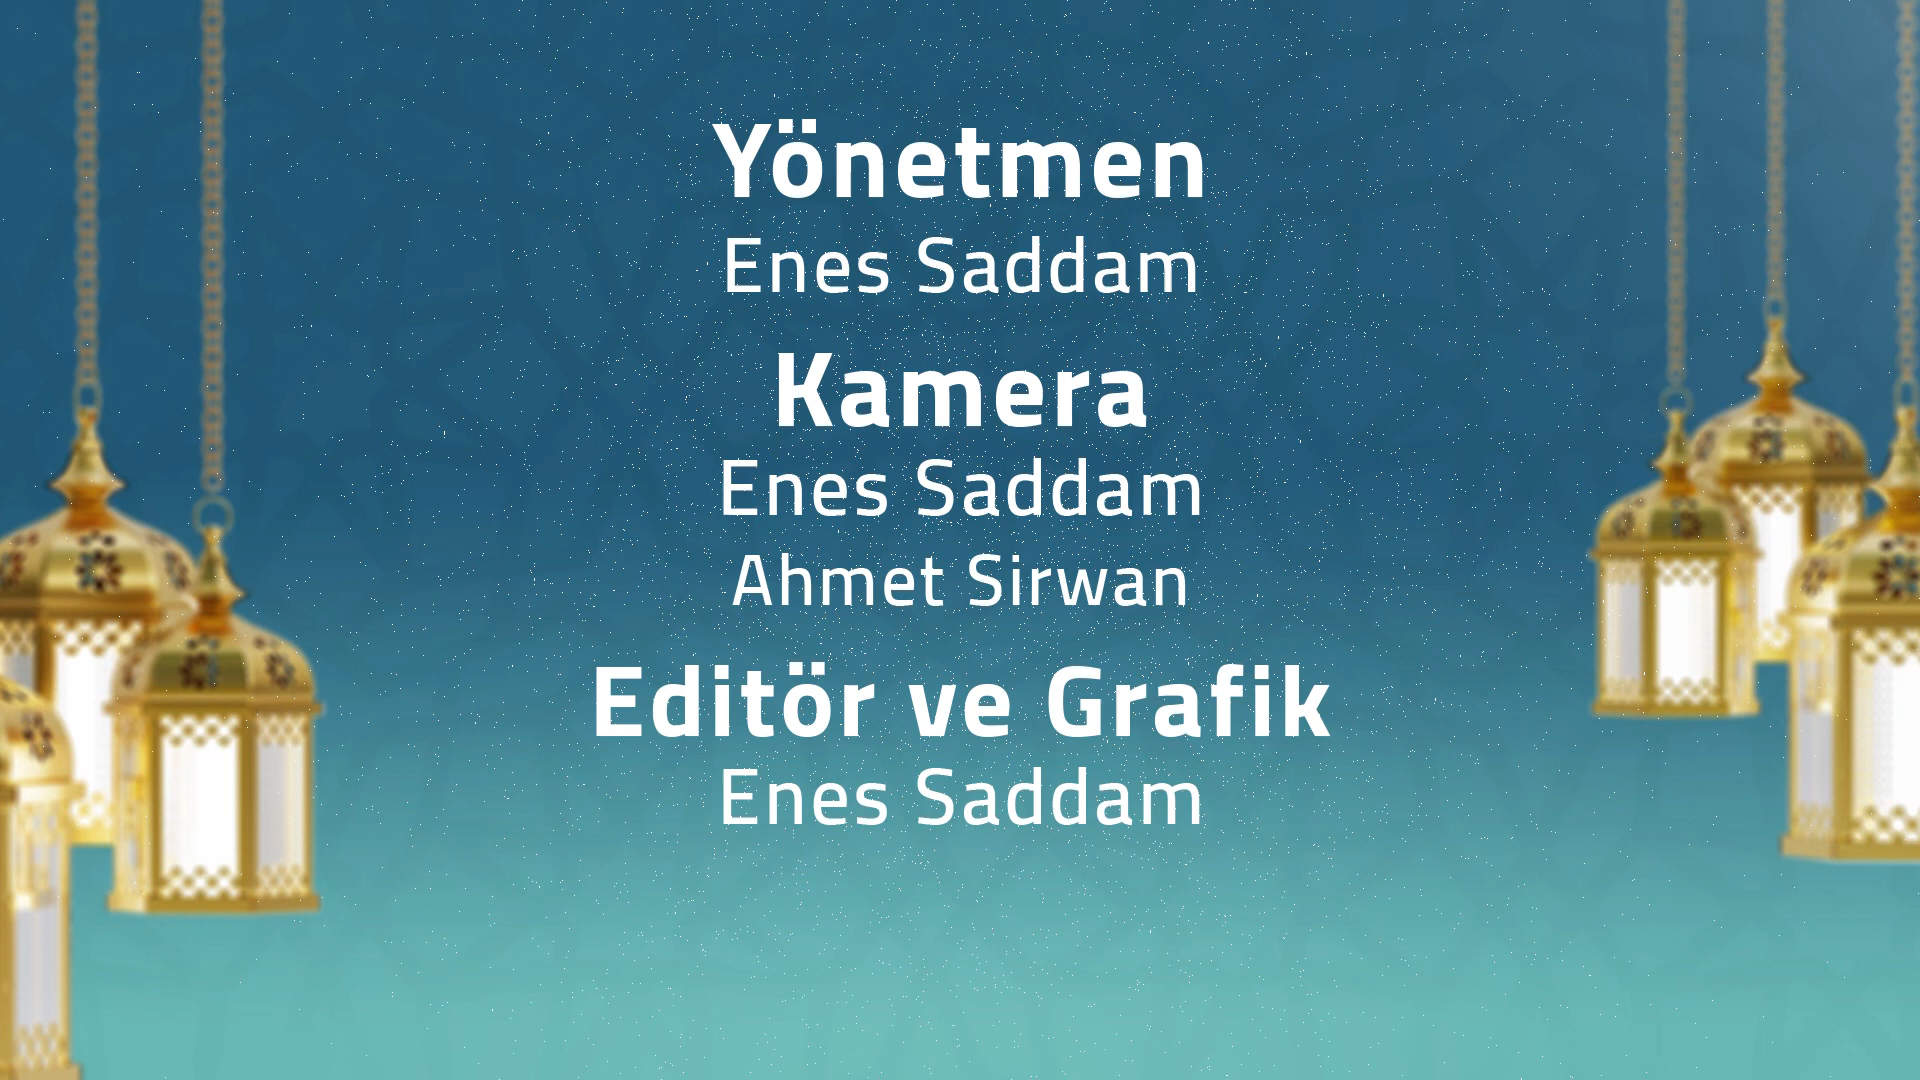 Yönetmen
Enes Saddam
Kamera
Enes Saddam
Ahmet Sirwan
Editör ve Grafik
Enes Saddam